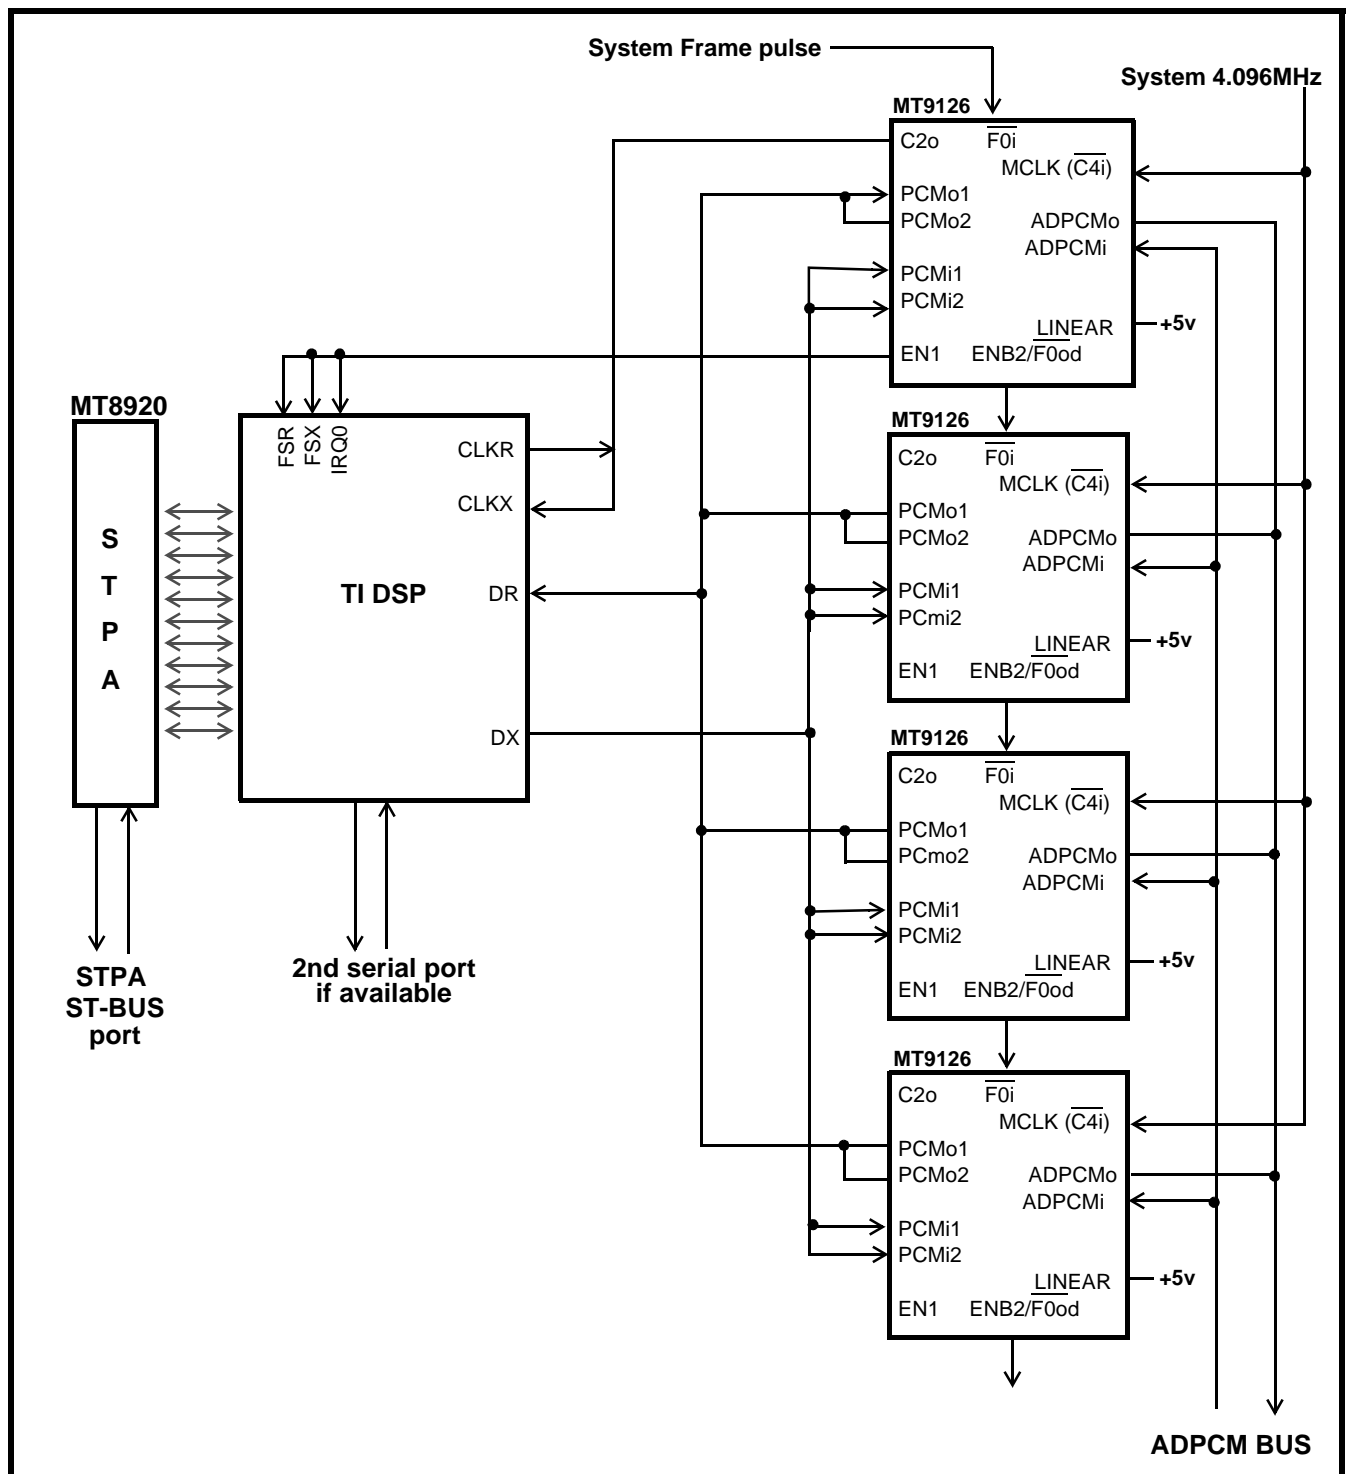 System Frame pulse
System 4.096MHz
MT9126
C2o F0i
MCLK (C4i)
PCMo1
PCMo2 ADPCMo
ADPCMi
PCMi1
PCMi2
LINEAR +5v
EN1 ENB2/F0od
MT8920
S
T
P
A
FSR
FSX
IRQ0
CLKR
CLKX
TI DSP
DR
DX
STPA
ST-BUS
port
2nd serial port
if available
MT9126
C2o F0i
MCLK (C4i)
PCMo1
PCMo2 ADPCMo
ADPCMi
PCMi1
PCmi2
LINEAR +5v
EN1 ENB2/F0od
MT9126
C2o F0i
MCLK (C4i)
PCMo1
PCmo2 ADPCMo
ADPCMi
PCMi1
PCMi2
LINEAR +5v
EN1 ENB2/F0od
MT9126
C2o F0i
MCLK (C4i)
PCMo1
PCMo2 ADPCMo
ADPCMi
PCMi1
PCMi2
LINEAR +5v
EN1 ENB2/F0od
ADPCM BUS